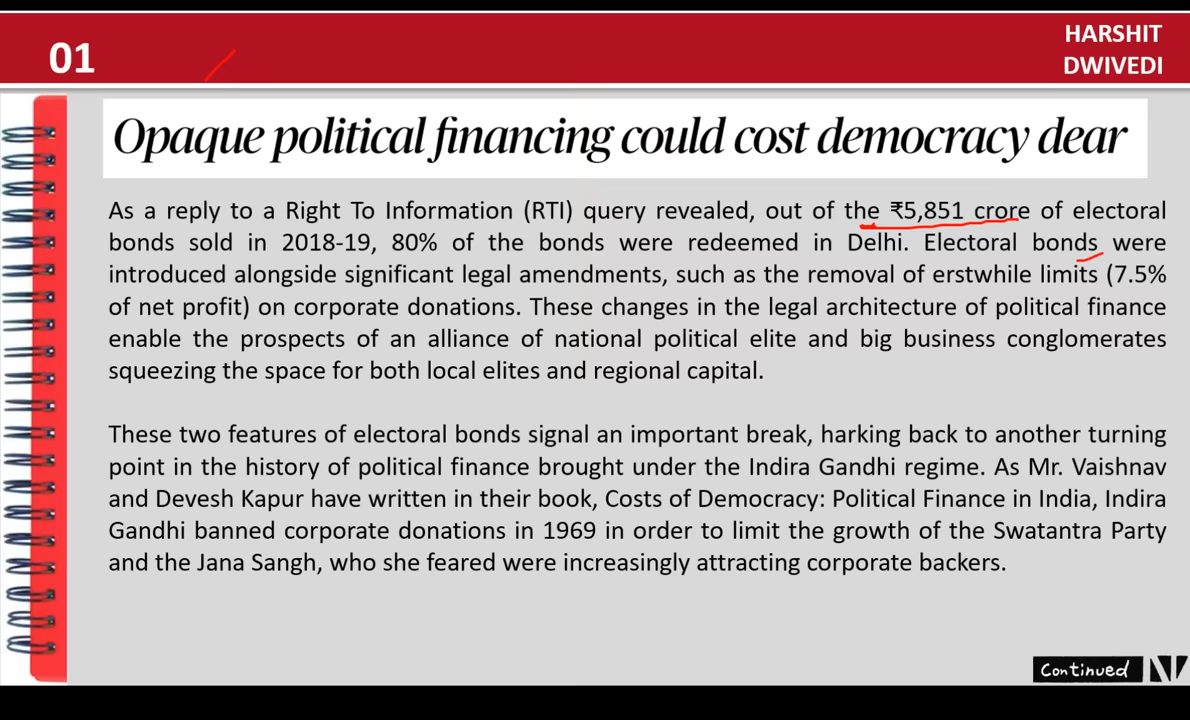 01
HARSHIT
DWIVEDI
Opaque political financing could cost democracy dear
As a reply to a Right To Information (RTI) query revealed, out of the ₹5,851 crore of electoral
bonds sold in 2018-19, 80% of the bonds were redeemed in Delhi. Electoral bonds were
introduced alongside significant legal amendments, such as the removal of erstwhile limits (7.5%
of net profit) on corporate donations. These changes in the legal architecture of political finance
enable the prospects of an alliance of national political elite and big business conglomerates
squeezing the space for both local elites and regional capital.
These two features of electoral bonds signal an important break, harking back to another turning
point in the history of political finance brought under the Indira Gandhi regime. As Mr. Vaishnav
and Devesh Kapur have written in their book, Costs of Democracy: Political Finance in India, Indira
Gandhi banned corporate donations in 1969 in order to limit the growth of the Swatantra Party
and the Jana Sangh, who she feared were increasingly attracting corporate backers.
Continued